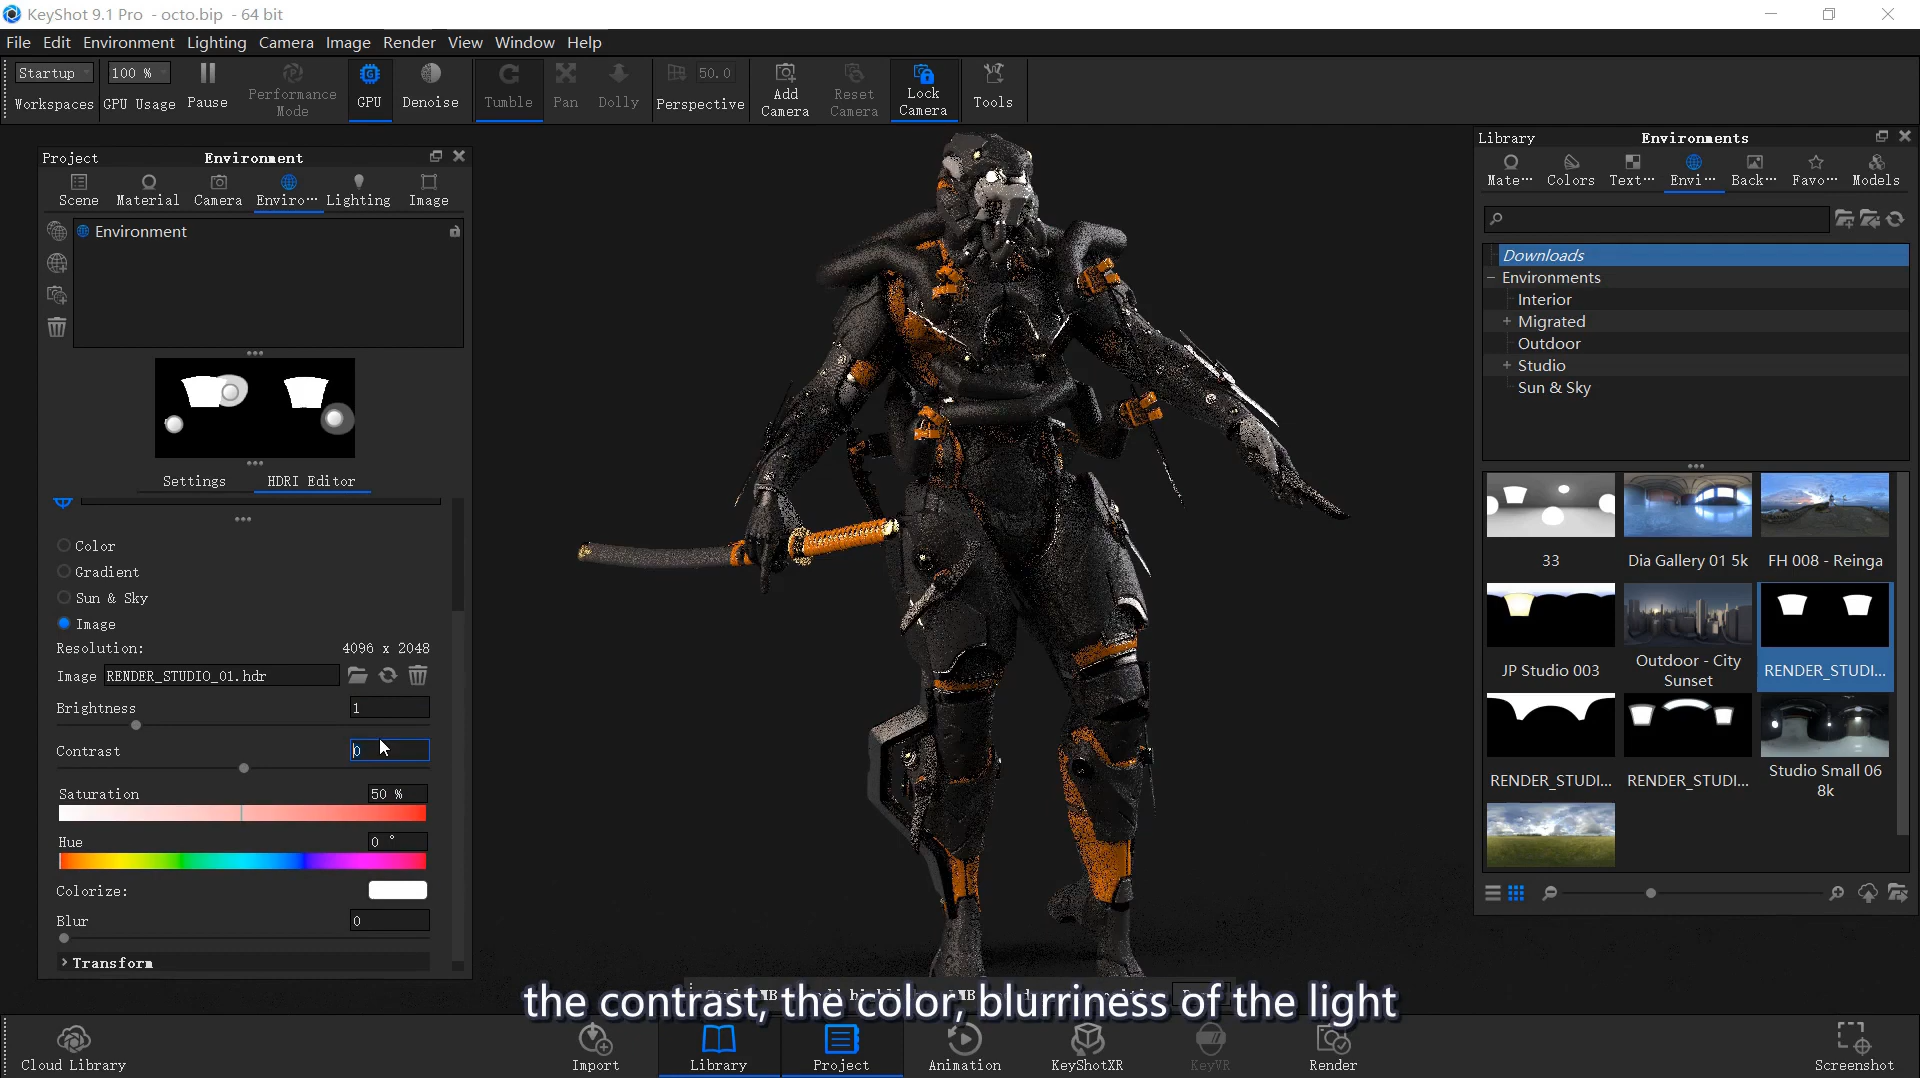 KeyShot 9.1 Pro - octo.bip - 64 bit
File Edit Environment Lighting Camera Image Render View Window Help
Startup 100 % 50.0
Workspaces GPU Usage Pause Performance Mode GPU Denoise Tumble Pan Dolly Perspective Add Camera Reset Camera Lock Camera Tools
Project Environment
Scene Material Camera Enviro··· Lighting Image
Environment
Settings HDRI Editor
Color
Gradient
Sun & Sky
Image
Resolution: 4096 x 2048
Image RENDER_STUDIO_01.hdr
Brightness 1
Contrast 0
Saturation 50 %
Hue 0 °
Colorize:
Blur 0
Transform
Library Environments
Mate··· Colors Text··· Envi··· Back··· Favo··· Models
Downloads
Environments
Interior
Migrated
Outdoor
Studio
Sun & Sky
33 Dia Gallery 01 5k FH 008 - Reinga
JP Studio 003 Outdoor - City Sunset RENDER_STUDI...
RENDER_STUDI... RENDER_STUDI... Studio Small 06 8k
the contrast, the color, blurriness of the light
Cloud Library Import Library Project Animation KeyShotXR KeyVR Render Screenshot